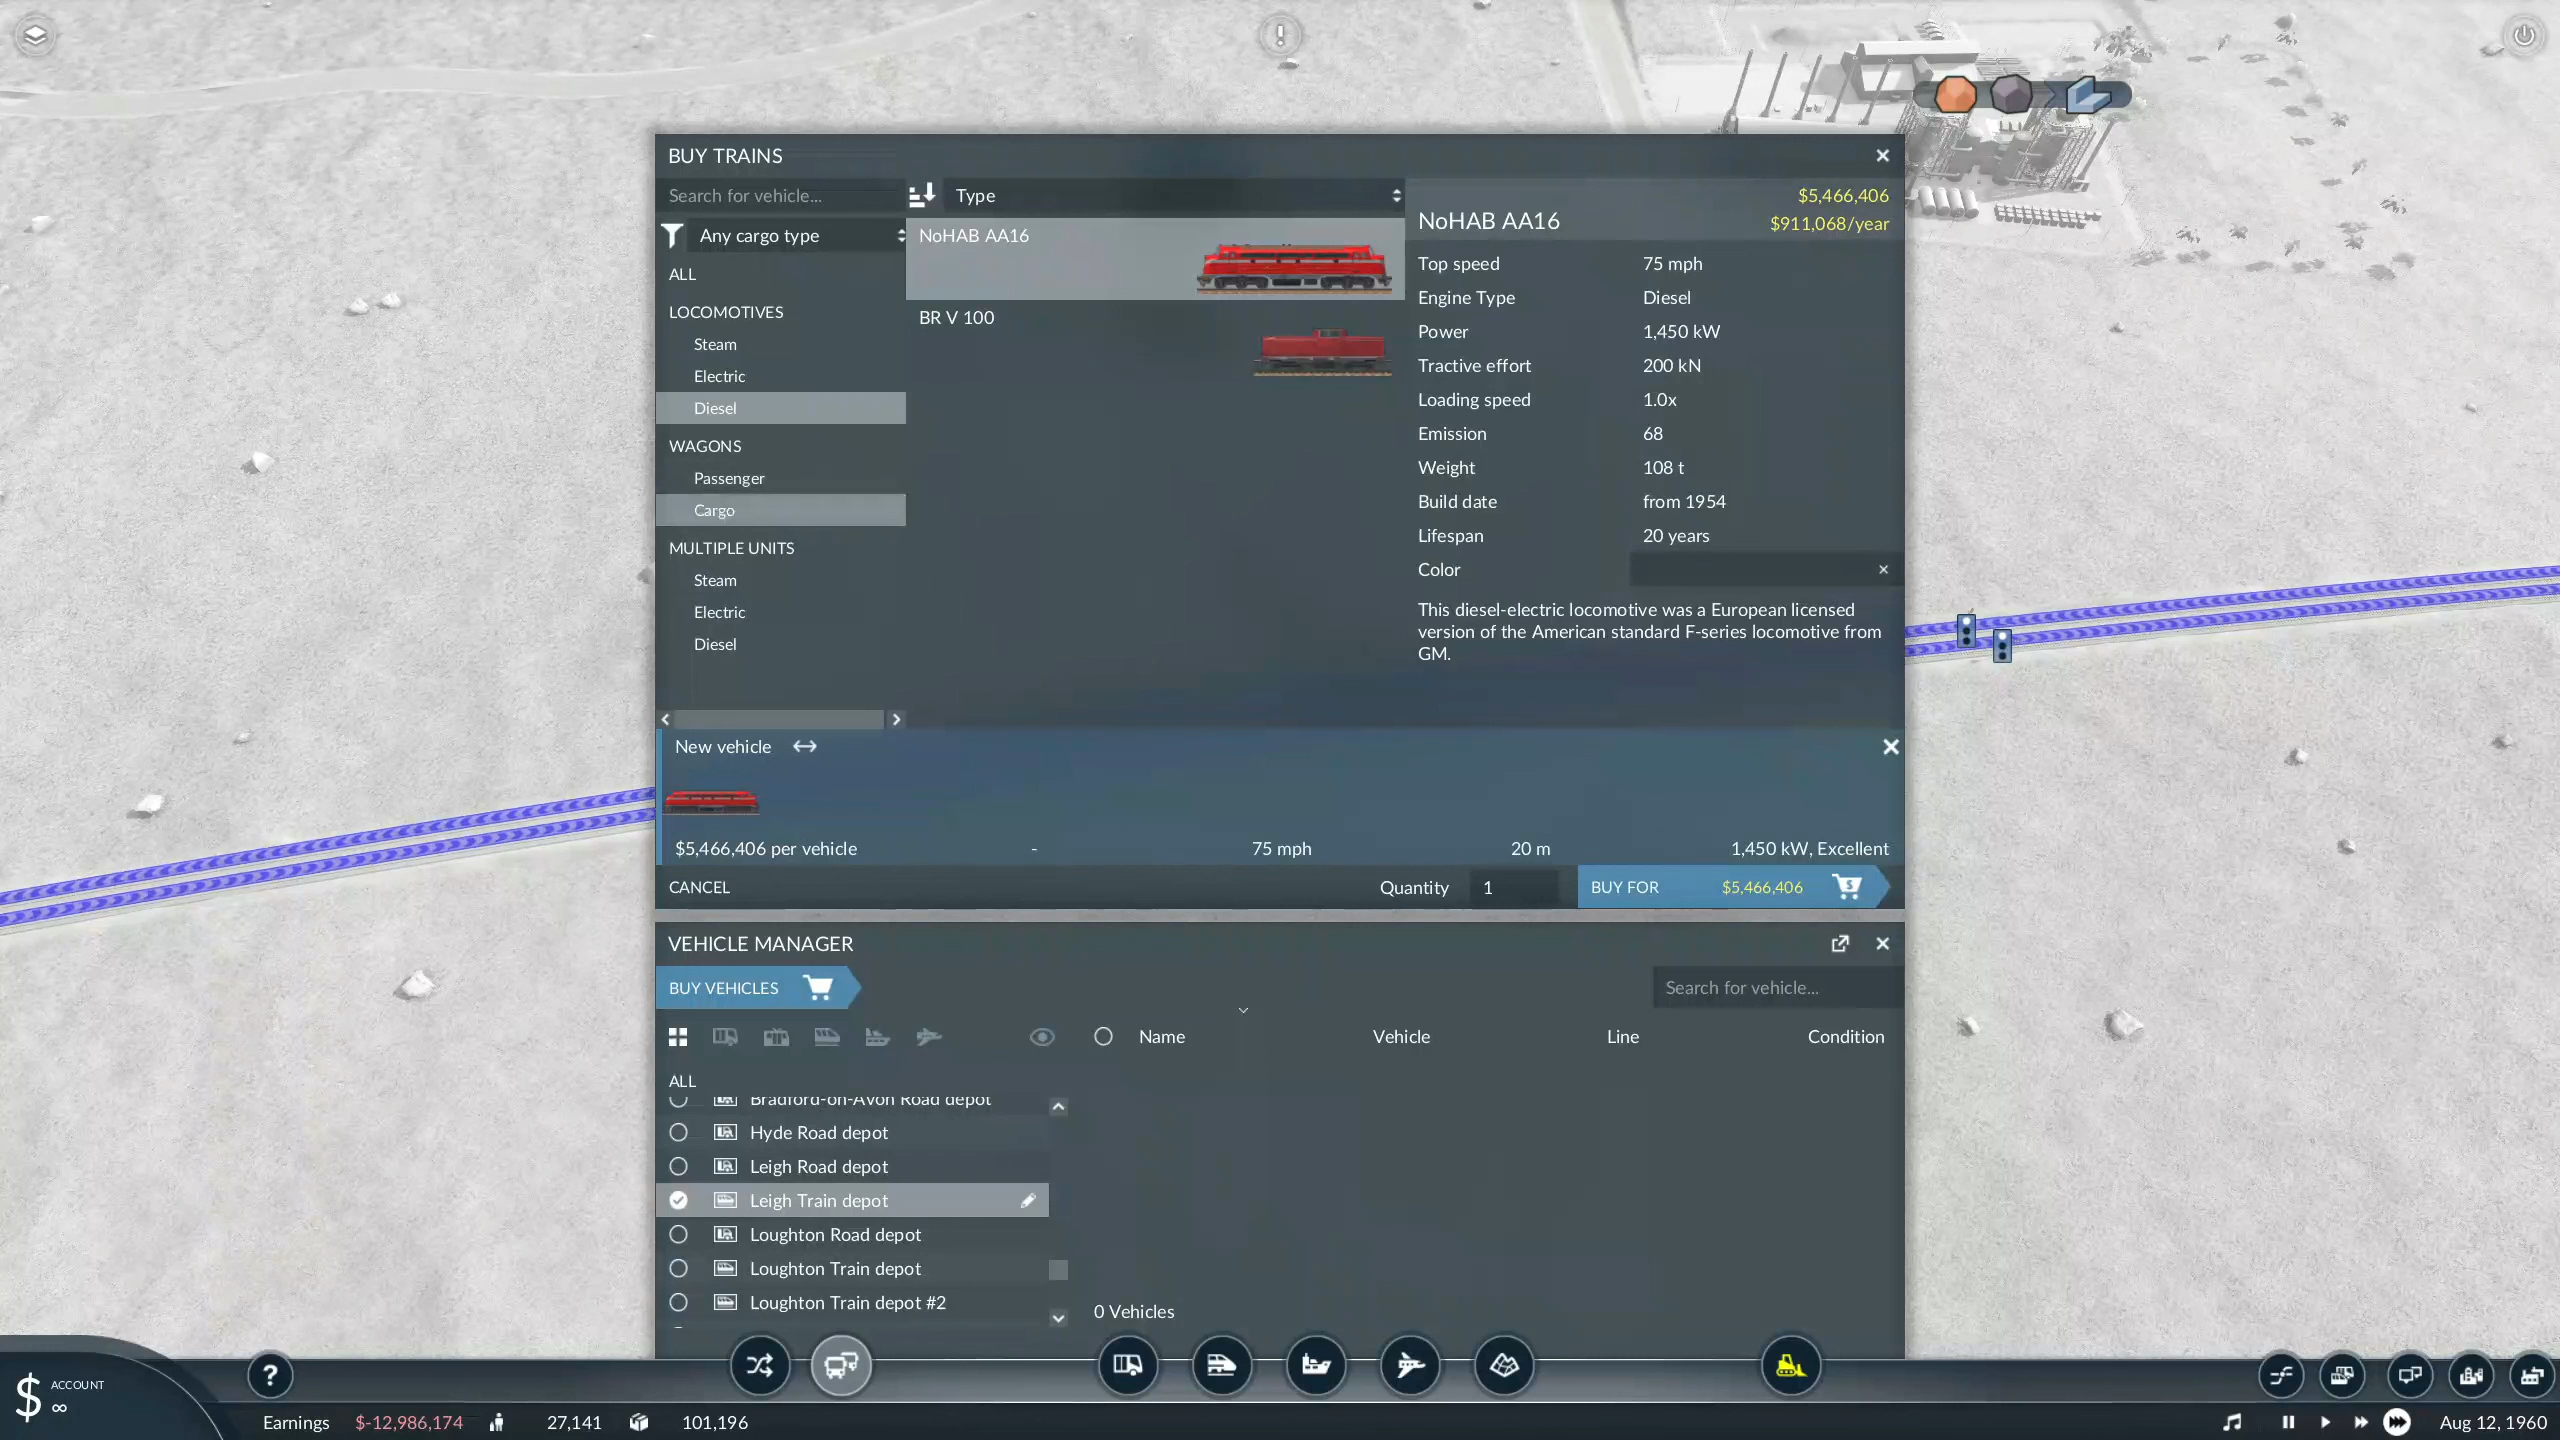 BUY TRAINS
Search for vehicle...
Type
Any cargo type
ALL
LOCOMOTIVES
Steam
Electric
Diesel
WAGONS
Passenger
Cargo
MULTIPLE UNITS
Steam
Electric
Diesel
NoHAB AA16
BR V 100
NoHAB AA16
$5,466,406
$911,068/year
Top speed 75 mph
Engine Type Diesel
Power 1,450 kW
Tractive effort 200 kN
Loading speed 1.0x
Emission 68
Weight 108 t
Build date from 1954
Lifespan 20 years
Color
This diesel-electric locomotive was a European licensed
version of the American standard F-series locomotive from
GM.
New vehicle
$5,466,406 per vehicle - 75 mph 20 m 1,450 kW, Excellent
CANCEL Quantity 1 BUY FOR $5,466,406
VEHICLE MANAGER
BUY VEHICLES
Search for vehicle...
Name Vehicle Line Condition
ALL
Bradford-on-Avon Road depot
Hyde Road depot
Leigh Road depot
Leigh Train depot
Loughton Road depot
Loughton Train depot
Loughton Train depot #2
0 Vehicles
$ ACCOUNT
∞
?
Earnings $-12,986,174 27,141 101,196
Aug 12, 1960